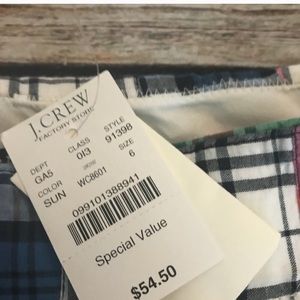 J.CREW
FACTORY STORE
DEPT CLASS STYLE
GA5 013 91398
COLOR SIZE
SUN WC8601 6
099101388941
Special Value
$54.50